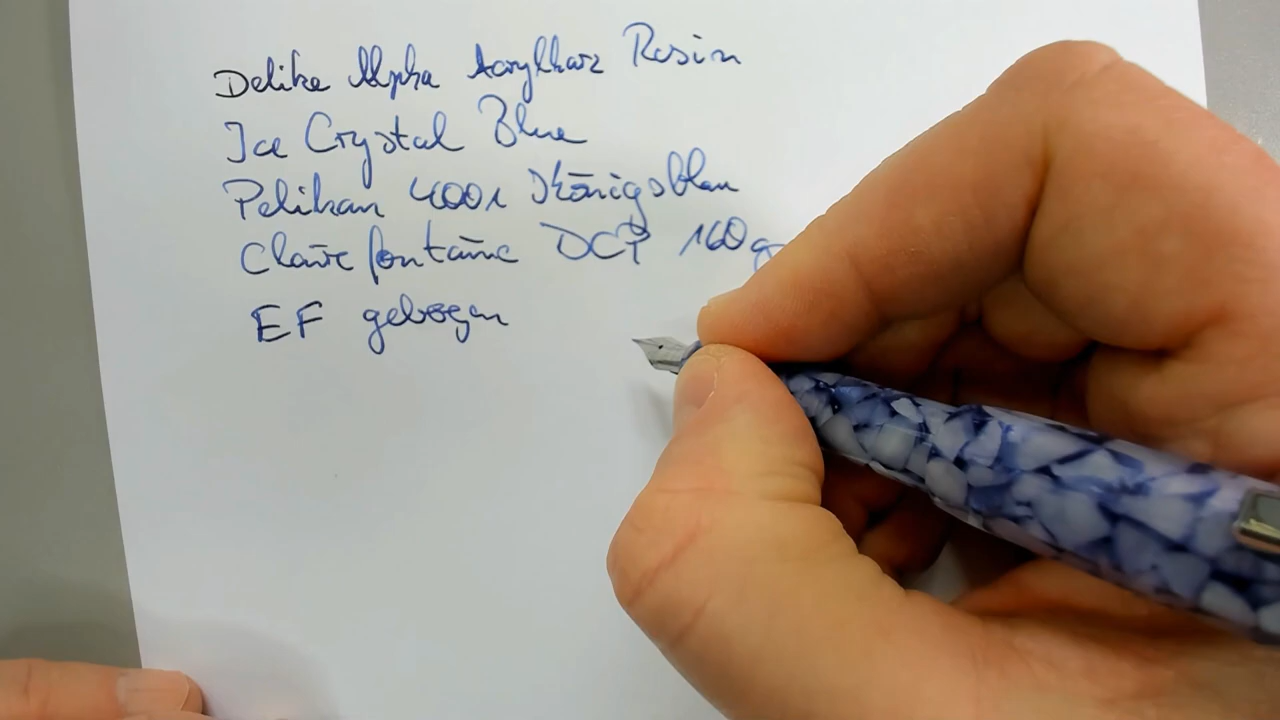 Delike Alpha Acrylharz Resin
Ice Crystal Blue
Pelikan 4001 Königsblau
Clairefontaine DCP 160 g
EF gebogen